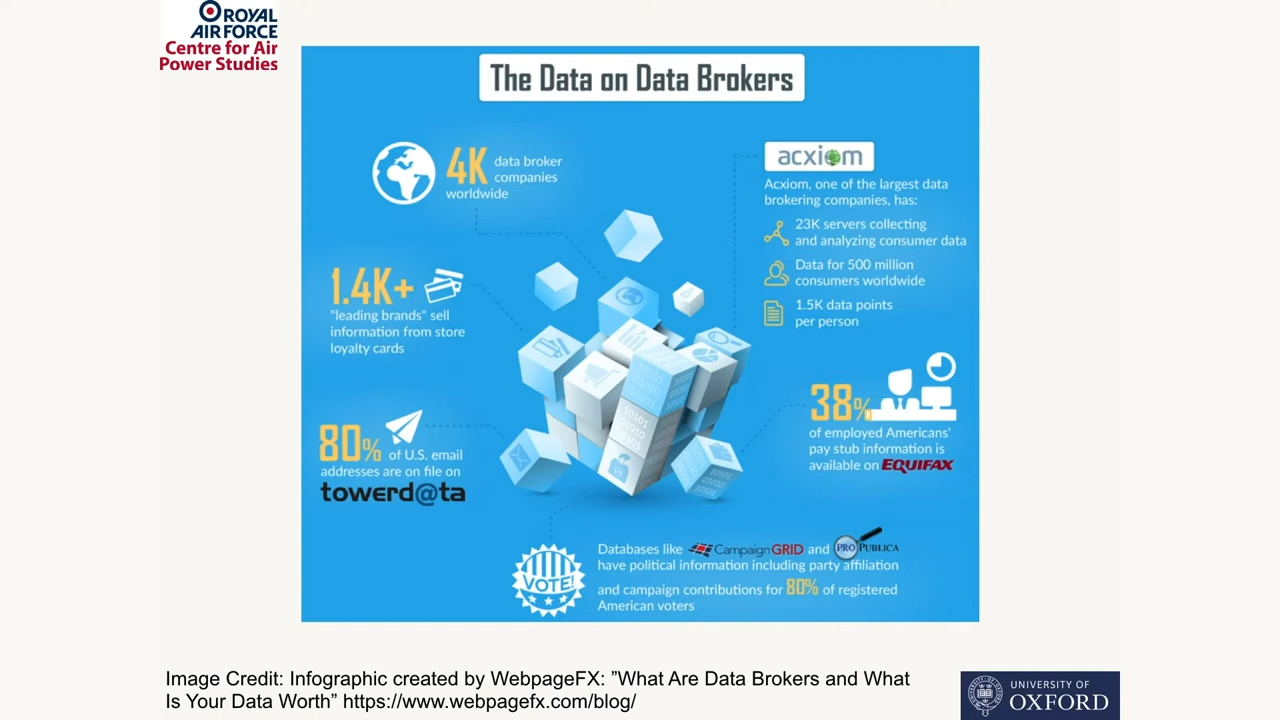 ROYAL
AIR FORCE
Centre for Air
Power Studies
The Data on Data Brokers
4K data broker
companies
worldwide
1.4K+
"leading brands" sell
information from store
loyalty cards
80% of U.S. email
addresses are on file on
towerd@ta
acxiom
Acxiom, one of the largest data
brokering companies, has:
23K servers collecting
and analyzing consumer data
Data for 500 million
consumers worldwide
1.5K data points
per person
38%
of employed Americans'
pay stub information is
available on EQUIFAX
VOTE!
Databases like CampaignGRID and PROPUBLICA
have political information including party affiliation
and campaign contributions for 80% of registered
American voters
Image Credit: Infographic created by WebpageFX: ”What Are Data Brokers and What
Is Your Data Worth” https://www.webpagefx.com/blog/
UNIVERSITY OF
OXFORD